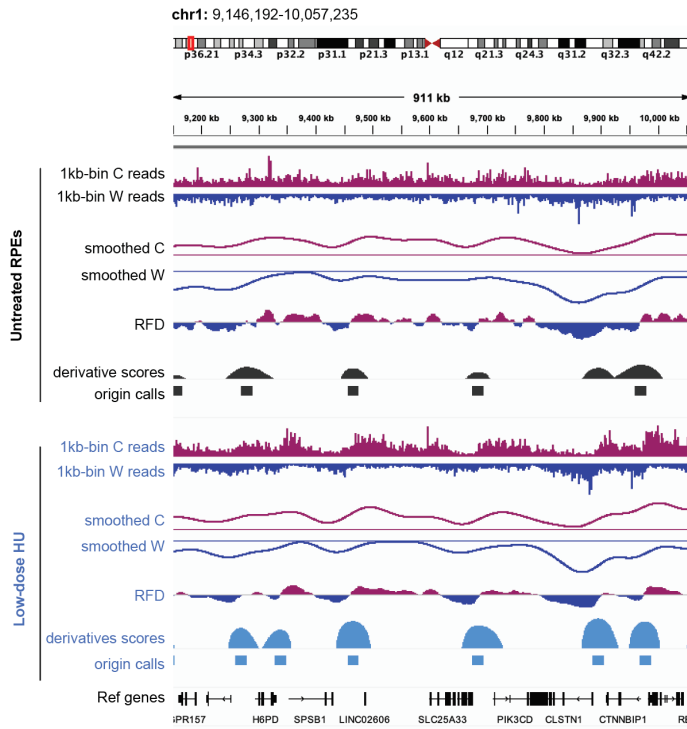 chr1: 9,146,192-10,057,235
p36.21 p34.3 p32.2 p31.1 p21.3 p13.1 q12 q21.3 q24.3 q31.2 q32.3 q42.2
911 kb
9,200 kb 9,300 kb 9,400 kb 9,500 kb 9,600 kb 9,700 kb 9,800 kb 9,900 kb 10,000 kb
Untreated RPEs
1kb-bin C reads
1kb-bin W reads
smoothed C
smoothed W
RFD
derivative scores
origin calls
Low-dose HU
1kb-bin C reads
1kb-bin W reads
smoothed C
smoothed W
RFD
derivatives scores
origin calls
Ref genes
GPR157 H6PD SPSB1 LINC02606 SLC25A33 PIK3CD CLSTN1 CTNNBIP1